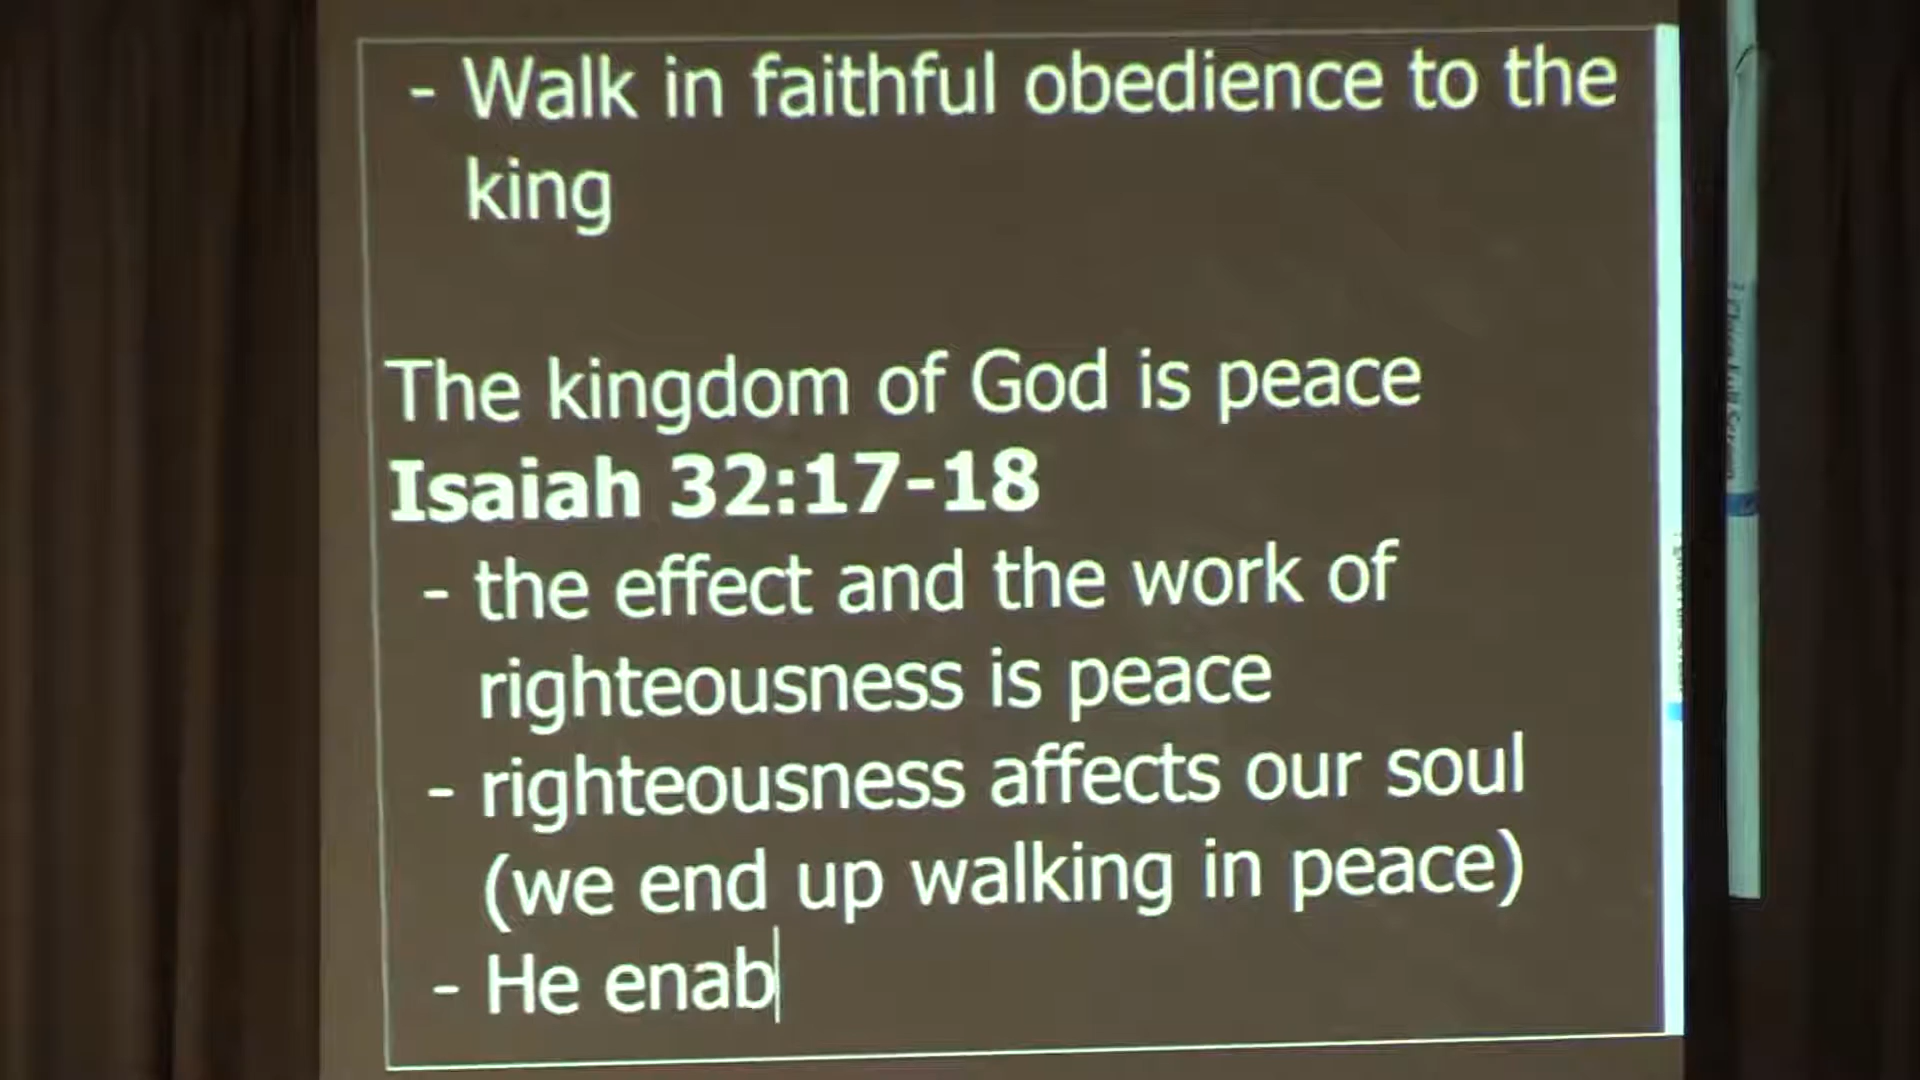 - Walk in faithful obedience to the
king
The kingdom of God is peace
Isaiah 32:17-18
- the effect and the work of
righteousness is peace
- righteousness affects our soul
(we end up walking in peace)
- He enab